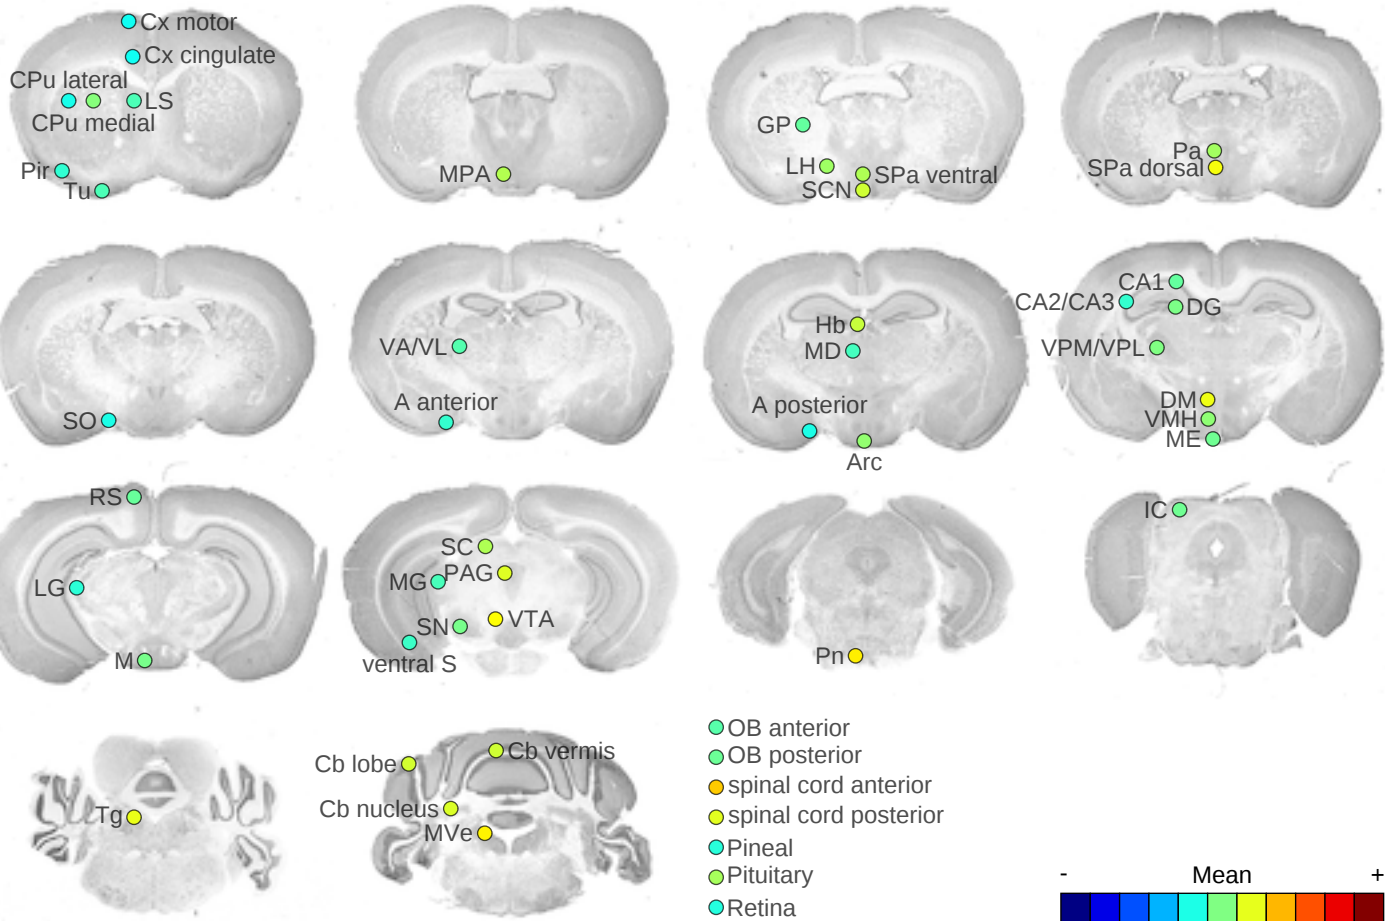 Cx motor
Cx cingulate
CPu lateral
LS
CPu medial
Pir
Tu
MPA
GP
LH
SPa ventral
SCN
Pa
SPa dorsal
SO
VA/VL
A anterior
Hb
MD
A posterior
Arc
CA1
CA2/CA3
DG
VPM/VPL
DM
VMH
ME
RS
LG
M
SC
PAG
MG
SN
VTA
ventral S
Pn
IC
Tg
Cb lobe
Cb vermis
Cb nucleus
MVe
OB anterior
OB posterior
spinal cord anterior
spinal cord posterior
Pineal
Pituitary
Retina
- Mean +